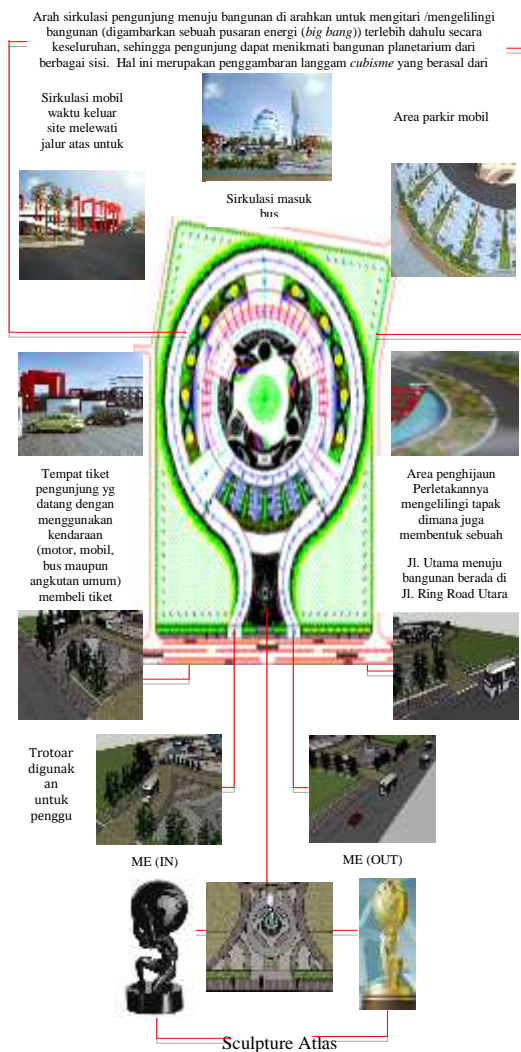 Arah sirkulasi pengunjung menuju bangunan di arahkan untuk mengitari /mengelilingi
bangunan (digambarkan sebuah pusaran energi (big bang)) terlebih dahulu secara
keseluruhan, sehingga pengunjung dapat menikmati bangunan planetarium dari
berbagai sisi. Hal ini merupakan penggambaran langgam cubisme yang berasal dari
Sirkulasi mobil
waktu keluar
site melewati
jalur atas untuk
Area parkir mobil
Sirkulasi masuk
bus
Tempat tiket
pengunjung yg
datang dengan
menggunakan
kendaraan
(motor, mobil,
bus maupun
angkutan umum)
membeli tiket
Area penghijaun
Perletakannya
mengelilingi tapak
dimana juga
membentuk sebuah
Jl. Utama menuju
bangunan berada di
Jl. Ring Road Utara
Trotoar
digunak
an
untuk
penggu
ME (IN)
ME (OUT)
Sculpture Atlas